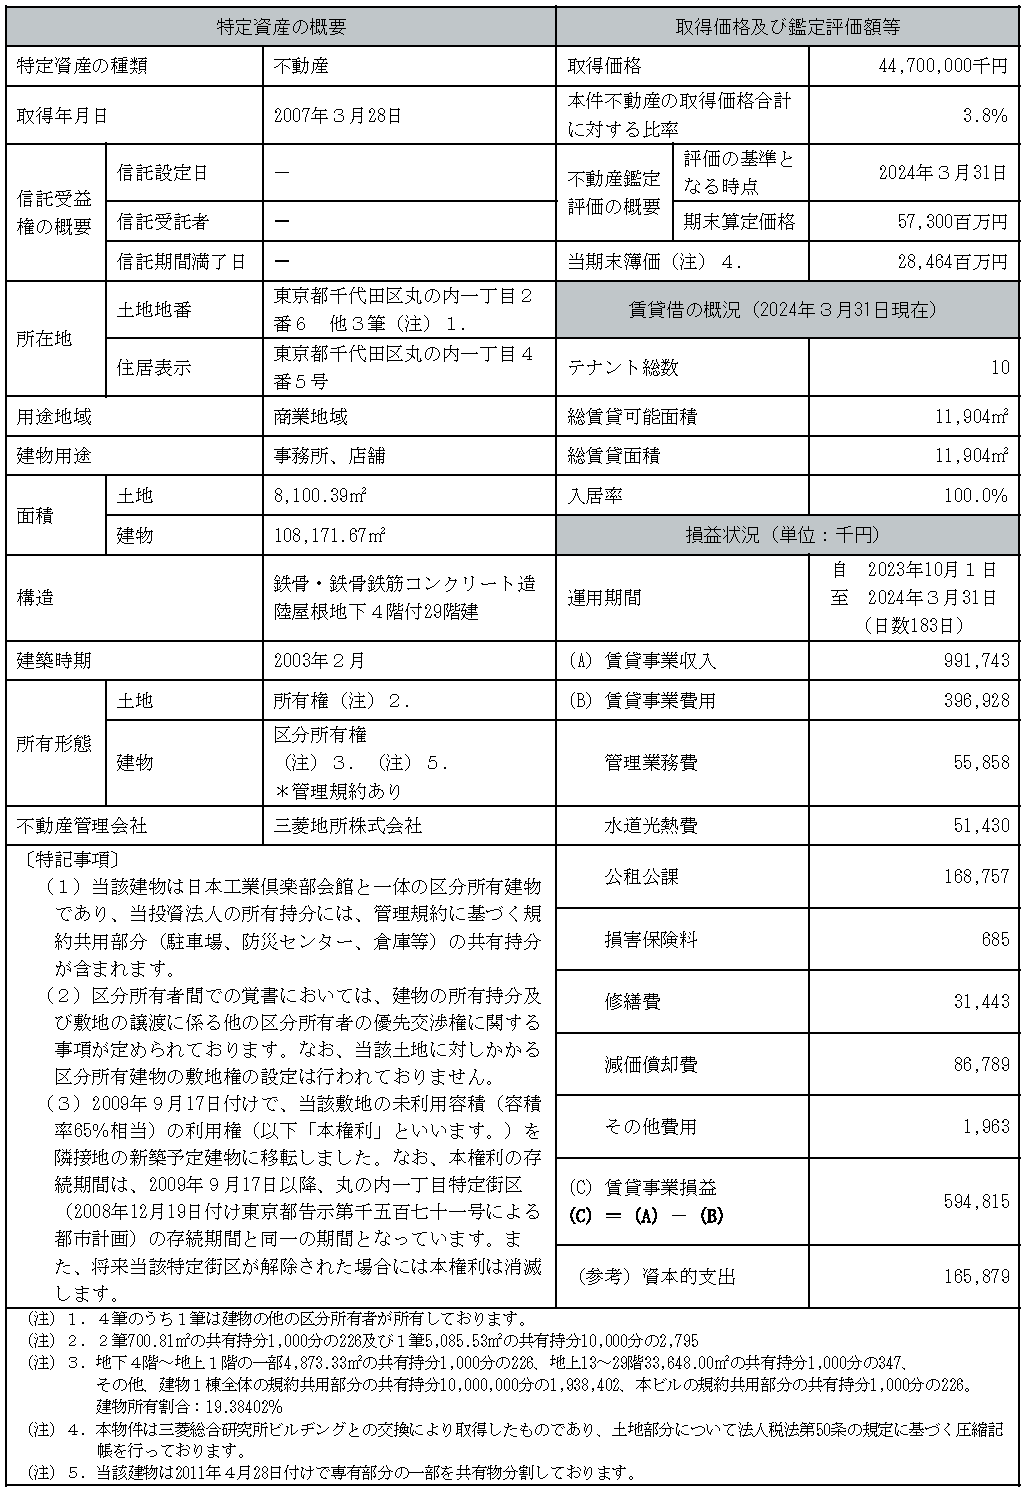 特定資産の概要
取得価格及び鑑定評価額等
特定資産の種類 不動産
取得価格 44,700,000千円
取得年月日 2007年３月28日
本件不動産の取得価格合計
に対する比率 3.8%
信託受益
権の概要
信託設定日 －
信託受託者 －
信託期間満了日 －
不動産鑑定
評価の概要
評価の基準と
なる時点 2024年３月31日
期末算定価格 57,300百万円
当期末簿価（注）４． 28,464百万円
所在地
土地地番
東京都千代田区丸の内一丁目２
番６　他３筆（注）１．
住居表示
東京都千代田区丸の内一丁目４
番５号
賃貸借の概況（2024年３月31日現在）
テナント総数 10
用途地域 商業地域
総賃貸可能面積 11,904㎡
建物用途 事務所、店舗
総賃貸面積 11,904㎡
面積
土地 8,100.39㎡
建物 108,171.67㎡
入居率 100.0%
損益状況（単位：千円）
構造
鉄骨・鉄骨鉄筋コンクリート造
陸屋根地下４階付29階建
運用期間
自　2023年10月１日
至　2024年３月31日
（日数183日）
建築時期 2003年２月
(A) 賃貸事業収入 991,743
所有形態
土地 所有権（注）２．
建物
区分所有権
（注）３．（注）５．
＊管理規約あり
(B) 賃貸事業費用 396,928
管理業務費 55,858
不動産管理会社 三菱地所株式会社
水道光熱費 51,430
〔特記事項〕
（１）当該建物は日本工業倶楽部会館と一体の区分所有建物
であり、当投資法人の所有持分には、管理規約に基づく規
約共用部分（駐車場、防災センター、倉庫等）の共有持分
が含まれます。
（２）区分所有者間での覚書においては、建物の所有持分及
び敷地の譲渡に係る他の区分所有者の優先交渉権に関する
事項が定められております。なお、当該土地に対しかかる
区分所有建物の敷地権の設定は行われておりません。
（３）2009年９月17日付けで、当該敷地の未利用容積（容積
率65%相当）の利用権（以下「本権利」といいます。）を
隣接地の新築予定建物に移転しました。なお、本権利の存
続期間は、2009年９月17日以降、丸の内一丁目特定街区
（2008年12月19日付け東京都告示第千五百七十一号による
都市計画）の存続期間と同一の期間となっています。ま
た、将来当該特定街区が解除された場合には本権利は消滅
します。
公租公課 168,757
損害保険料 685
修繕費 31,443
減価償却費 86,789
その他費用 1,963
(C) 賃貸事業損益
(C) ＝ (A) － (B) 594,815
（参考）資本的支出 165,879
（注）１．４筆のうち１筆は建物の他の区分所有者が所有しております。
（注）２．２筆700.81㎡の共有持分1,000分の226及び１筆5,085.53㎡の共有持分10,000分の2,795
（注）３．地下４階～地上１階の一部4,873.33㎡の共有持分1,000分の226、地上13～29階33,648.00㎡の共有持分1,000分の347、
その他、建物１棟全体の規約共用部分の共有持分10,000,000分の1,938,402、本ビルの規約共用部分の共有持分1,000分の226。
建物所有割合：19.38402%
（注）４．本物件は三菱総合研究所ビルヂングとの交換により取得したものであり、土地部分について法人税法第50条の規定に基づく圧縮記
帳を行っております。
（注）５．当該建物は2011年４月28日付けで専有部分の一部を共有物分割しております。